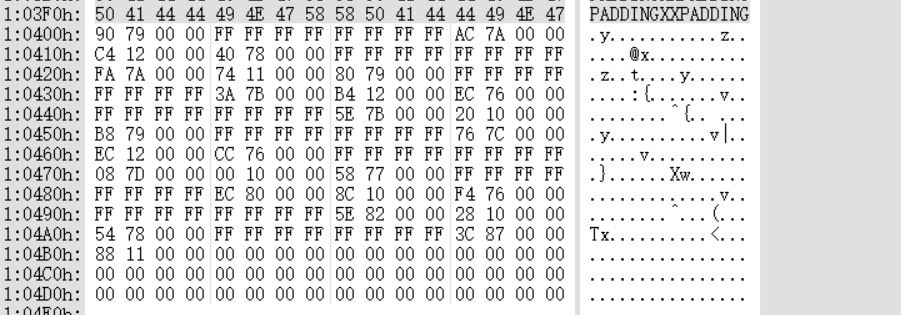 1:03F0h: 50 41 44 44 49 4E 47 58 58 50 41 44 44 49 4E 47 PADDINGXXPADDING
1:0400h: 90 79 00 00 FF FF FF FF FF FF FF FF AC 7A 00 00 .y...........z..
1:0410h: C4 12 00 00 40 78 00 00 FF FF FF FF FF FF FF FF ....@x..........
1:0420h: FA 7A 00 00 74 11 00 00 80 79 00 00 FF FF FF FF .z..t....y......
1:0430h: FF FF FF FF 3A 7B 00 00 B4 12 00 00 EC 76 00 00 ....:{.......v..
1:0440h: FF FF FF FF FF FF FF FF 5E 7B 00 00 20 10 00 00 ........^{.. ...
1:0450h: B8 79 00 00 FF FF FF FF FF FF FF FF 76 7C 00 00 .y..........v|..
1:0460h: EC 12 00 00 CC 76 00 00 FF FF FF FF FF FF FF FF .....v..........
1:0470h: 08 7D 00 00 00 10 00 00 58 77 00 00 FF FF FF FF .}......Xw......
1:0480h: FF FF FF FF EC 80 00 00 8C 10 00 00 F4 76 00 00 .............v..
1:0490h: FF FF FF FF FF FF FF FF 5E 82 00 00 28 10 00 00 ........^...(...
1:04A0h: 54 78 00 00 FF FF FF FF FF FF FF FF 3C 87 00 00 Tx..........<...
1:04B0h: 88 11 00 00 00 00 00 00 00 00 00 00 00 00 00 00 ................
1:04C0h: 00 00 00 00 00 00 00 00 00 00 00 00 00 00 00 00 ................
1:04D0h: 00 00 00 00 00 00 00 00 00 00 00 00 00 00 00 00 ................